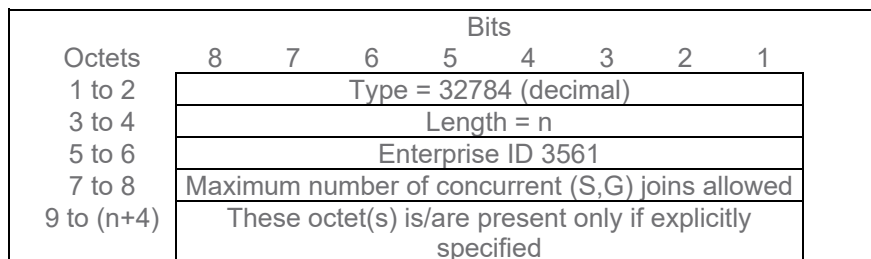 Bits
Octets 8 7 6 5 4 3 2 1
1 to 2 Type = 32784 (decimal)
3 to 4 Length = n
5 to 6 Enterprise ID 3561
7 to 8 Maximum number of concurrent (S,G) joins allowed
9 to (n+4) These octet(s) is/are present only if explicitly
specified